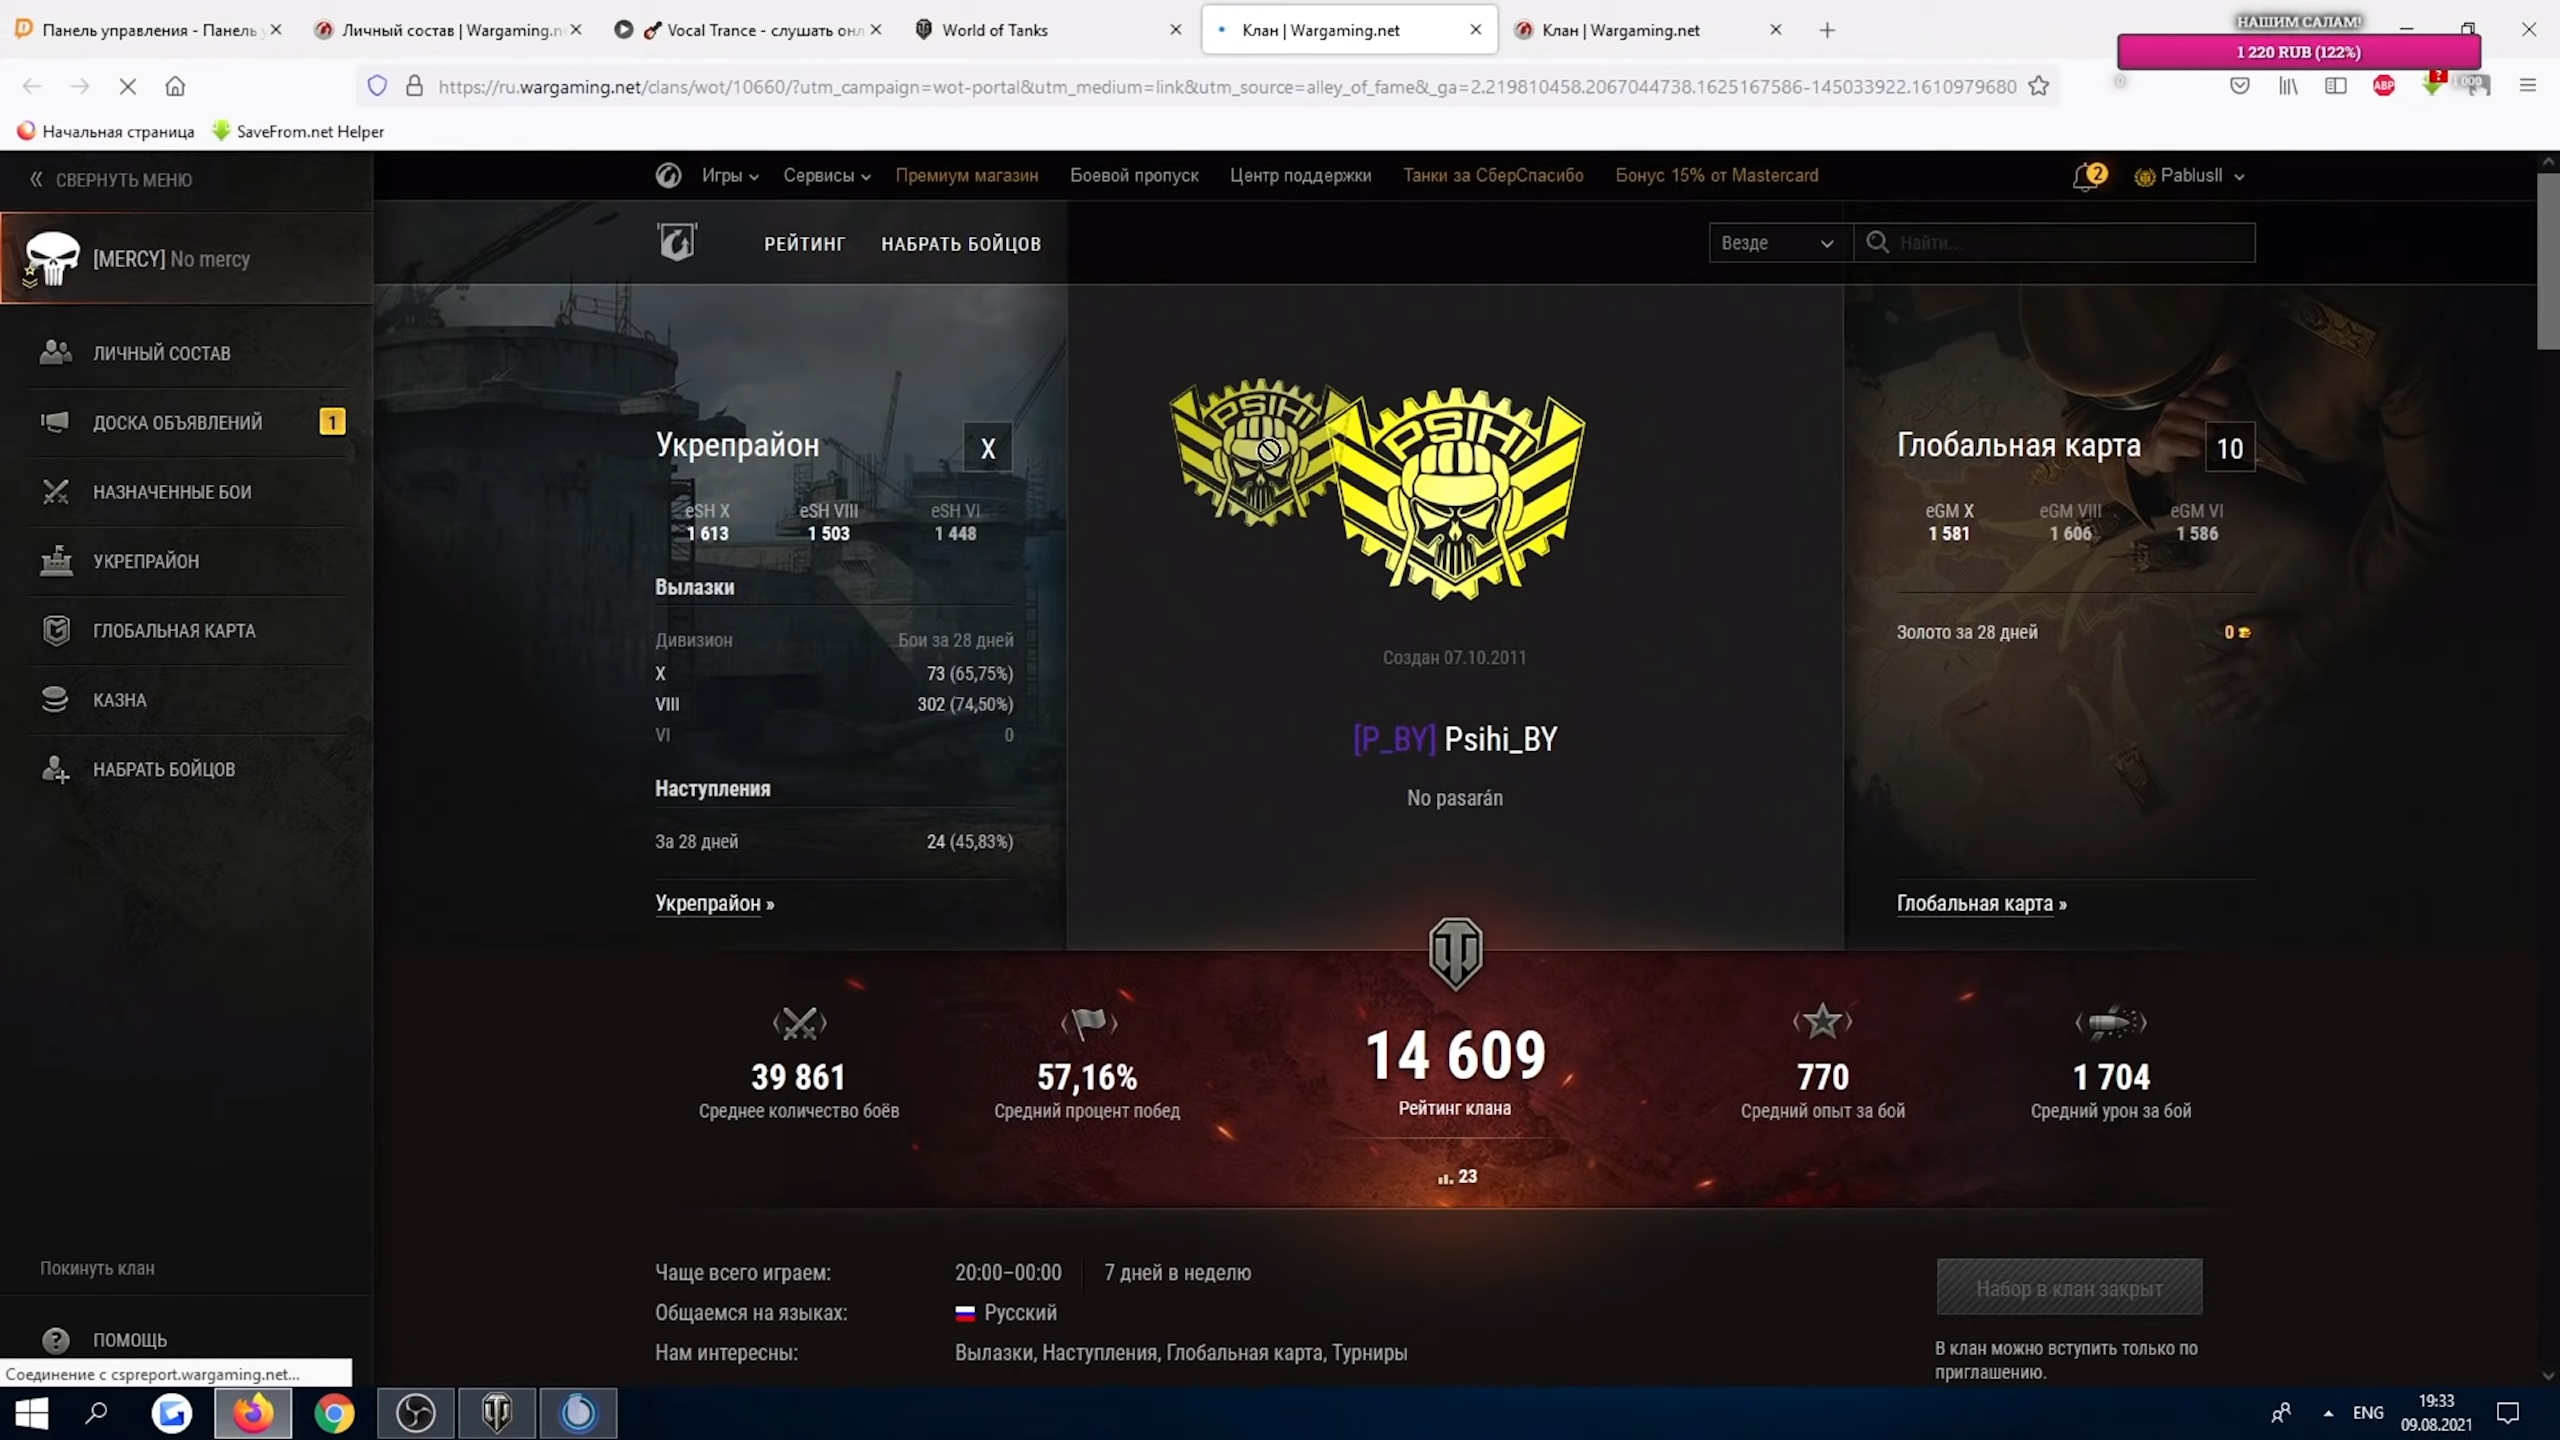 Панель управления - Панель
Личный состав | Wargaming.n
Vocal Trance - слушать онл
World of Tanks
Клан | Wargaming.net
Клан | Wargaming.net
НАШИМ САЛАМ!
1 220 RUB (122%)
0
1 000
https://ru.wargaming.net/clans/wot/10660/?utm_campaign=wot-portal&utm_medium=link&utm_source=alley_of_fame&_ga=2.219810458.2067044738.1625167586-145033922.1610979680
ABP
Начальная страница
SaveFrom.net Helper
СВЕРНУТЬ МЕНЮ
Игры
Сервисы
Премиум магазин
Боевой пропуск
Центр поддержки
Танки за СберСпасибо
Бонус 15% от Mastercard
2
PablusII
[MERCY] No mercy
РЕЙТИНГ
НАБРАТЬ БОЙЦОВ
Везде
Найти...
ЛИЧНЫЙ СОСТАВ
ДОСКА ОБЪЯВЛЕНИЙ
1
НАЗНАЧЕННЫЕ БОИ
УКРЕПРАЙОН
ГЛОБАЛЬНАЯ КАРТА
КАЗНА
НАБРАТЬ БОЙЦОВ
Покинуть клан
ПОМОЩЬ
Соединение с cspreport.wargaming.net...
Укрепрайон
X
eSH X
eSH VIII
eSH VI
1 613
1 503
1 448
Вылазки
Дивизион
Бои за 28 дней
X
73 (65,75%)
VIII
302 (74,50%)
VI
0
Наступления
За 28 дней
24 (45,83%)
Укрепрайон »
PSIHI
PSIHI
Создан 07.10.2011
[P_BY] Psihi_BY
No pasarán
Глобальная карта
10
eGM X
eGM VIII
eGM VI
1 581
1 606
1 586
Золото за 28 дней
0
Глобальная карта »
39 861
Среднее количество боёв
57,16%
Средний процент побед
14 609
Рейтинг клана
23
770
Средний опыт за бой
1 704
Средний урон за бой
Чаще всего играем:
20:00–00:00
7 дней в неделю
Общаемся на языках:
Русский
Нам интересны:
Вылазки, Наступления, Глобальная карта, Турниры
Набор в клан закрыт
В клан можно вступить только по
приглашению.
ENG
19:33
09.08.2021